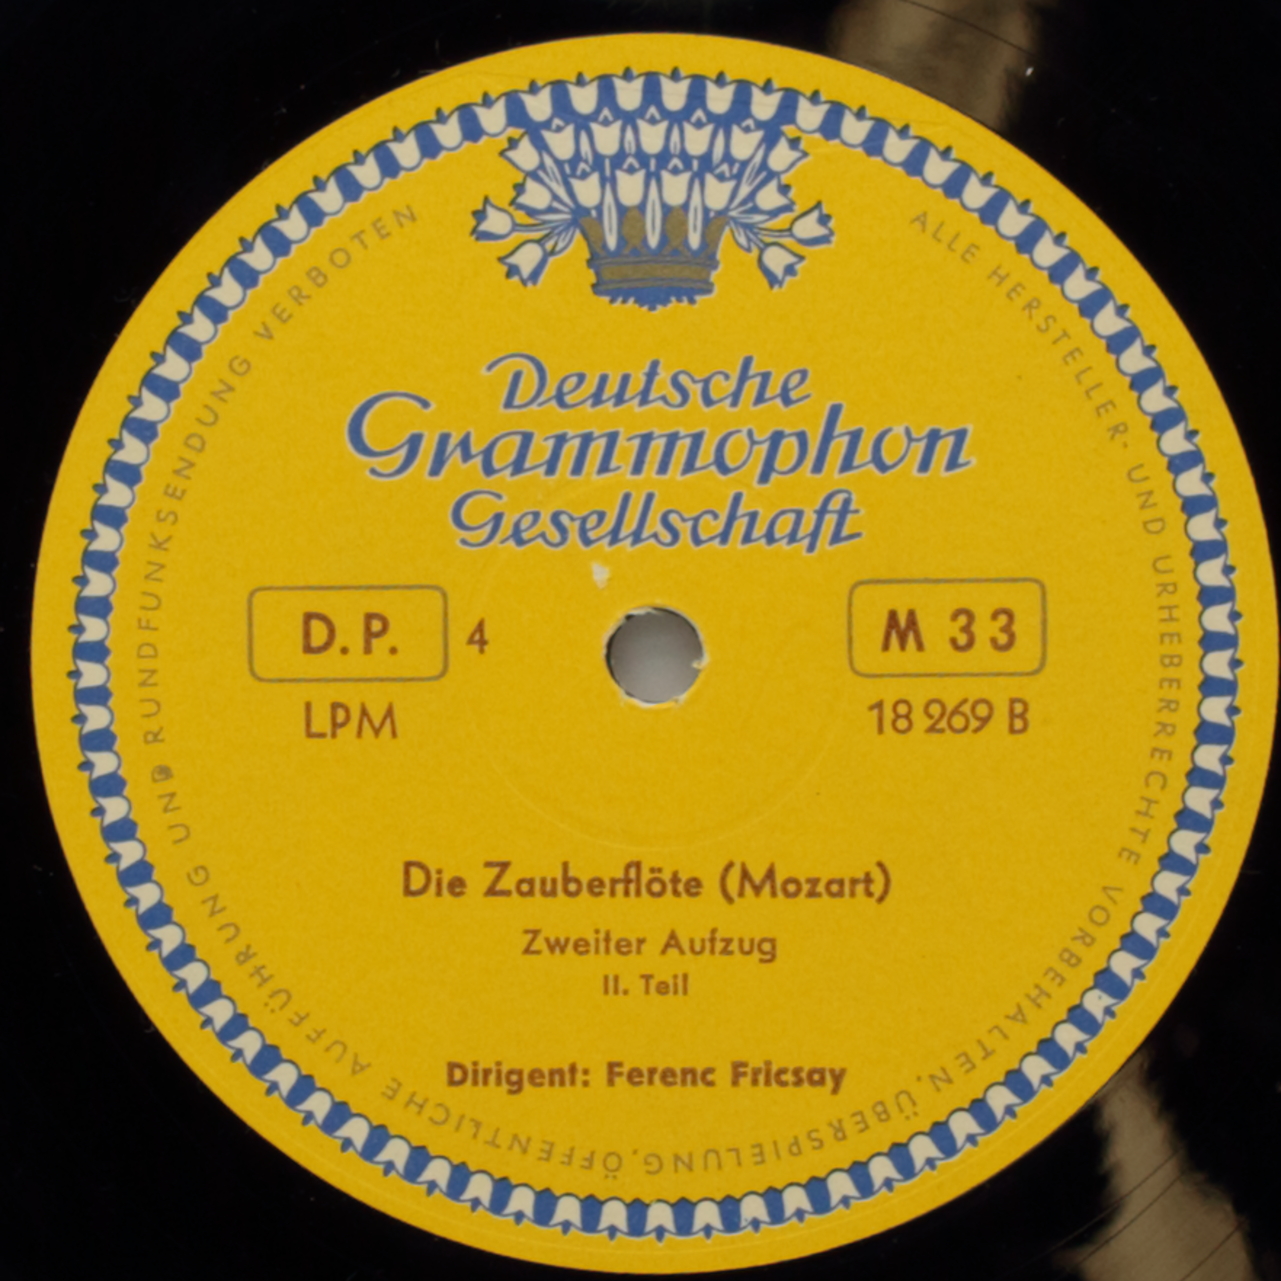 Deutsche
Grammophon
Gesellschaft
D.P. 4 M 33
LPM 18 269 B
Die Zauberflöte (Mozart)
Zweiter Aufzug
II. Teil
Dirigent: Ferenc Fricsay
ALLE HERSTELLER- UND URHEBERRECHTE VORBEHALTEN. ÜBERSPIELUNG, ÖFFENTLICHE AUFFÜHRUNG UND RUNDFUNKSENDUNG VERBOTEN